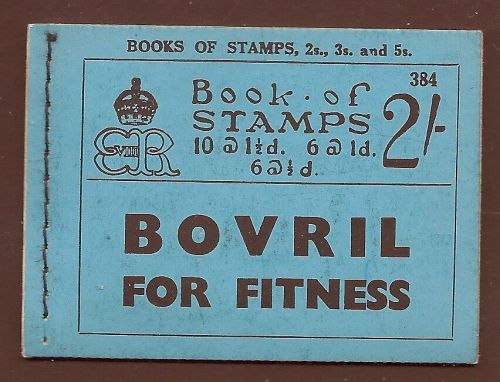 BOOKS OF STAMPS, 2s., 3s. and 5s.
384
Book · of
STAMPS 2/-
10 @ 1½d. 6 @ 1d.
6 @ ½d.
E VIII R
BOVRIL
FOR FITNESS